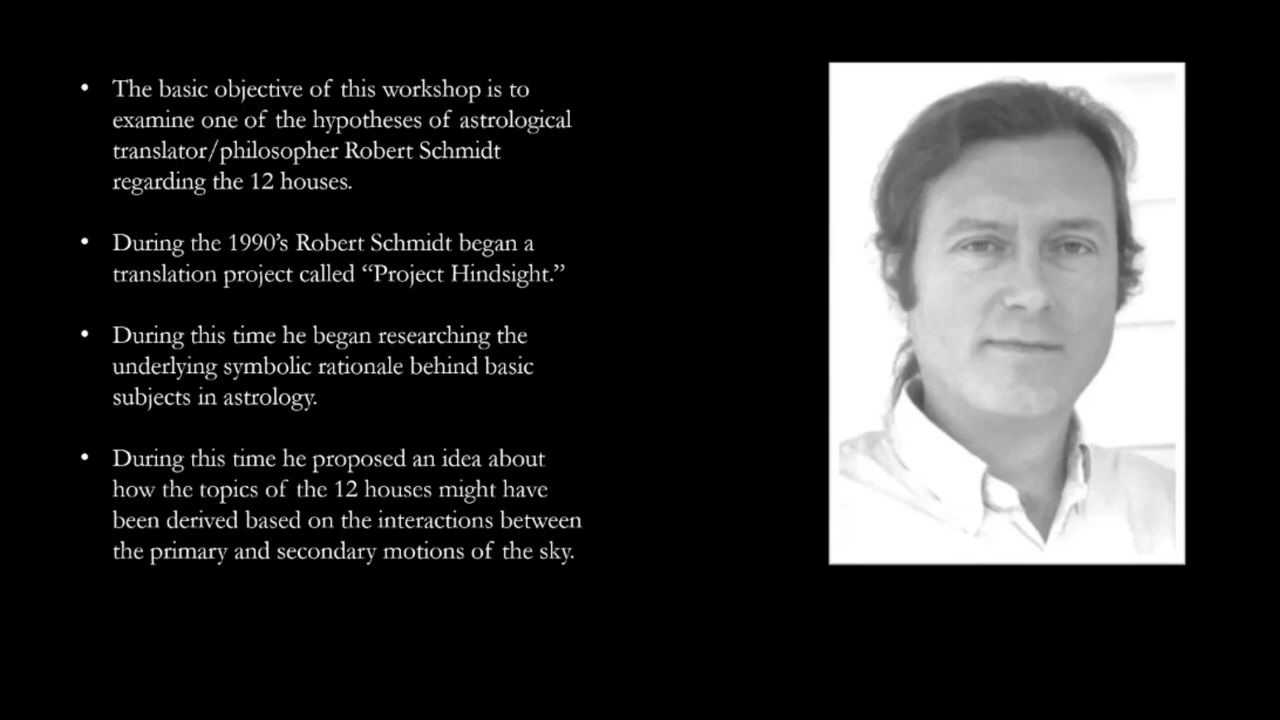 • The basic objective of this workshop is to
examine one of the hypotheses of astrological
translator/philosopher Robert Schmidt
regarding the 12 houses.
• During the 1990’s Robert Schmidt began a
translation project called “Project Hindsight.”
• During this time he began researching the
underlying symbolic rationale behind basic
subjects in astrology.
• During this time he proposed an idea about
how the topics of the 12 houses might have
been derived based on the interactions between
the primary and secondary motions of the sky.